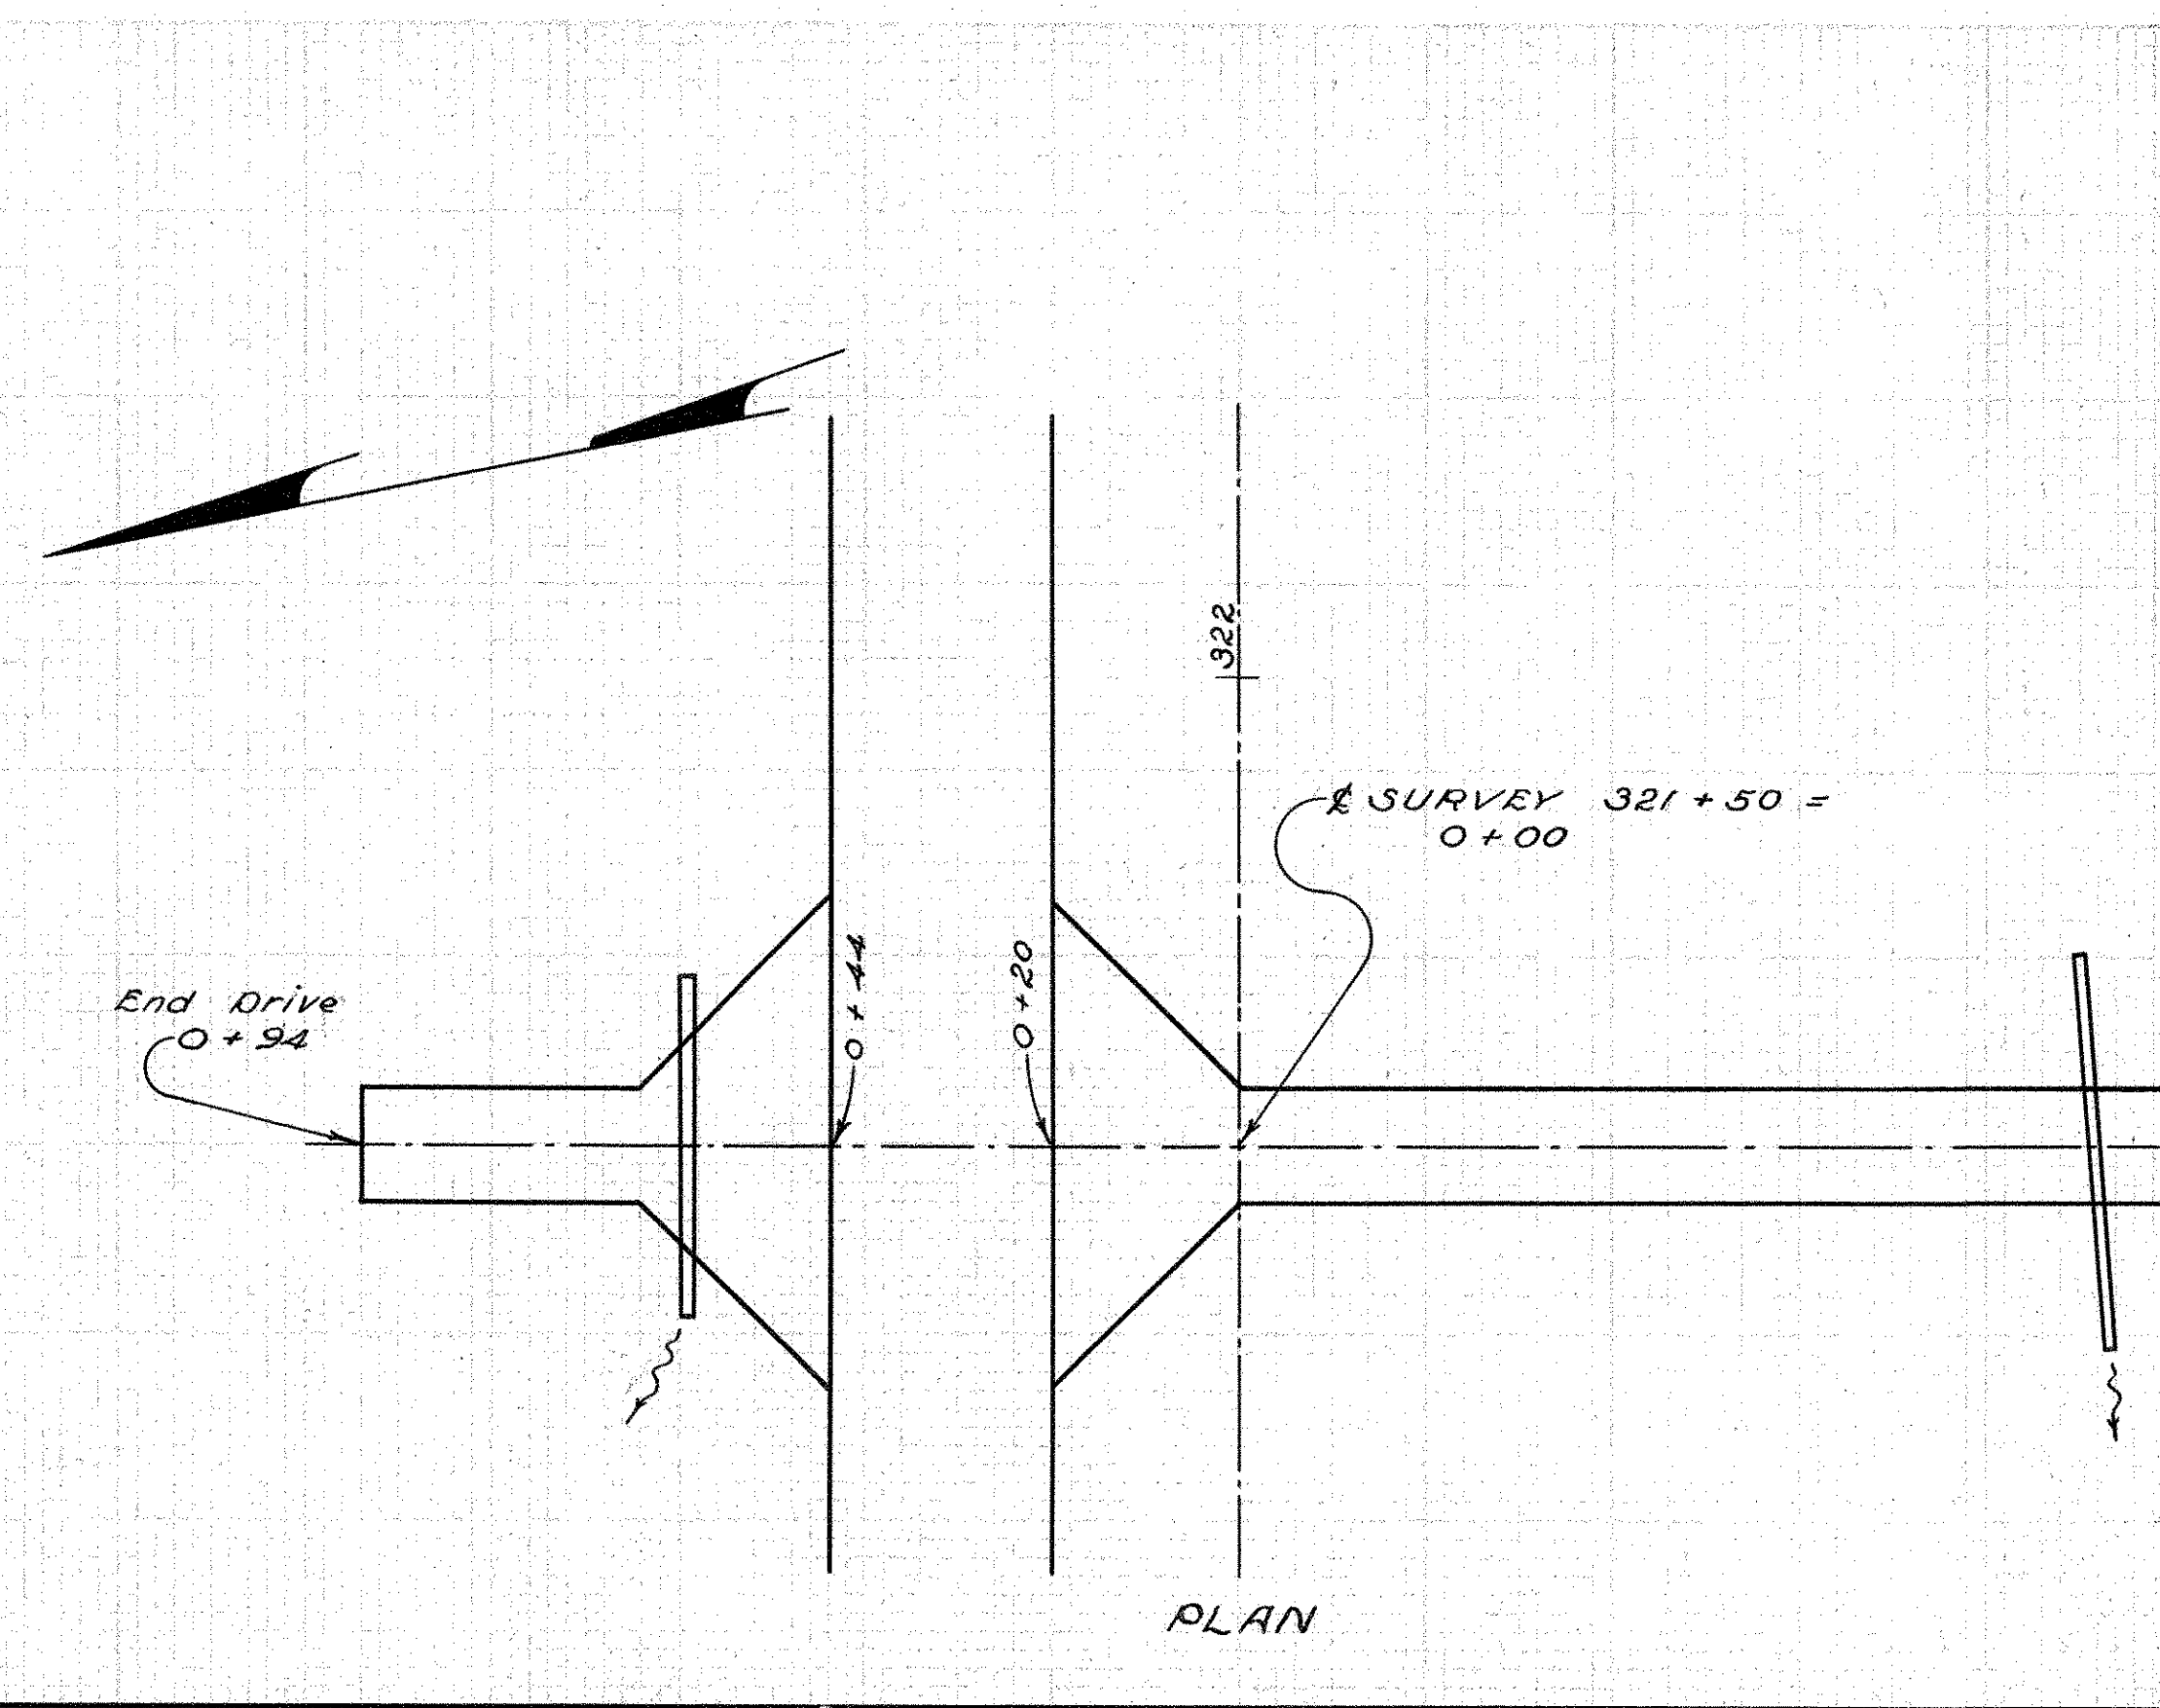 322
℄ SURVEY 321 + 50 =
0 + 00
0 + 44
0 + 20
End Drive
0 + 94
PLAN